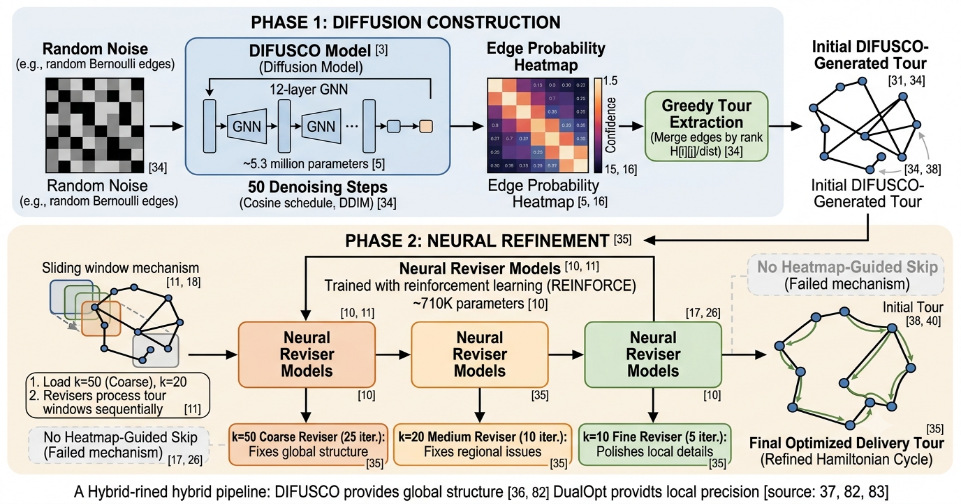 PHASE 1: DIFFUSION CONSTRUCTION
Random Noise
(e.g., random Bernoulli edges)
[34]
Random Noise
(e.g., random Bernoulli edges)
DIFUSCO Model [3]
(Diffusion Model)
12-layer GNN
GNN
GNN
...
~5.3 million parameters [5]
50 Denoising Steps
(Cosine schedule, DDIM) [34]
Edge Probability
Heatmap
1.5
Confidence
15, 16]
Edge Probability
Heatmap [5, 16]
Greedy Tour
Extraction
(Merge edges by rank
H[i][j]/dist) [34]
Initial DIFUSCO-
Generated Tour
[31, 34]
[34, 38]
Initial DIFUSCO-
Generated Tour
PHASE 2: NEURAL REFINEMENT [35]
Sliding window mechanism
[11, 18]
1. Load k=50 (Coarse), k=20
2. Revisers process tour
windows sequentially
[11]
No Heatmap-Guided Skip
(Failed mechanism)
[17, 26]
Neural Reviser Models [10, 11]
Trained with reinforcement learning (REINFORCE)
~710K parameters [10]
[10, 11]
Neural
Reviser
Models
[10]
Neural
Reviser
Models
[35]
[17, 26]
Neural
Reviser
Models
[10]
k=50 Coarse Reviser (25 iter.):
Fixes global structure
[35]
k=20 Medium Reviser (10 iter.):
Fixes regional issues
[35]
k=10 Fine Reviser (5 iter.):
Polishes local details
[35]
No Heatmap-Guided Skip
(Failed mechanism)
Initial Tour
[38, 40]
[35]
Final Optimized Delivery Tour
(Refined Hamiltonian Cycle)
A Hybrid-rined hybrid pipeline: DIFUSCO provides global structure [36, 82] DualOpt providts local precision [source: 37, 82, 83]